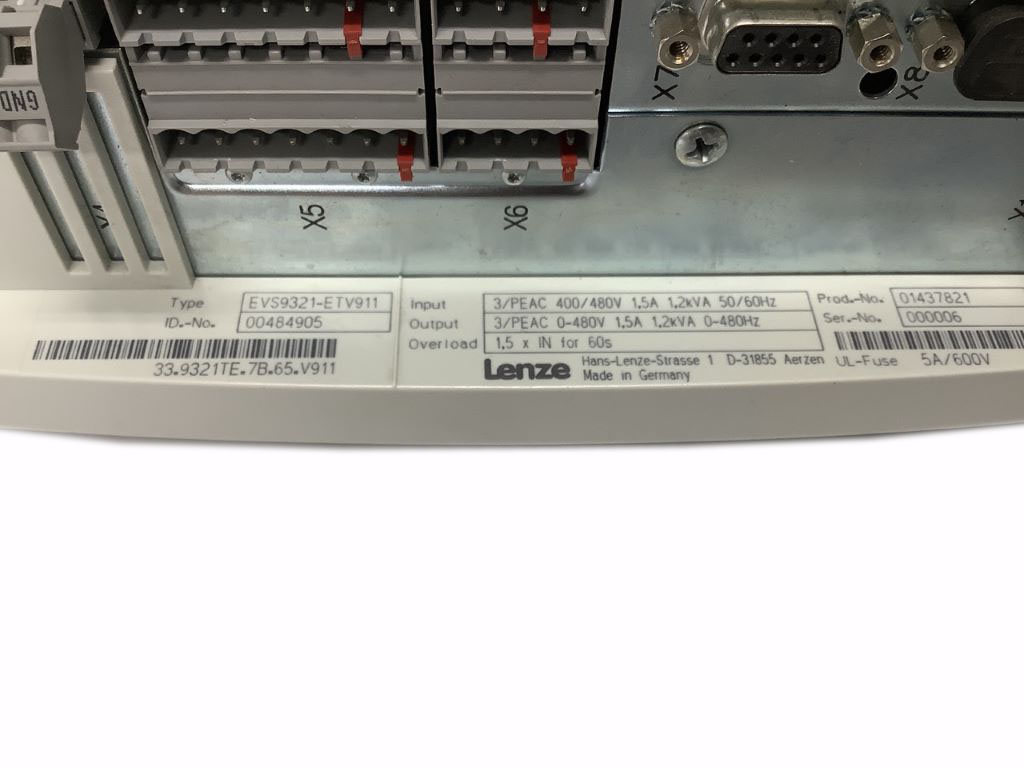 GND
X7
X8
X5
X6
Type EVS9321-ETV911
ID.-No. 00484905
33.9321TE.7B.65.V911
Input 3/PEAC 400/480V 1,5A 1,2kVA 50/60Hz
Output 3/PEAC 0-480V 1,5A 1,2kVA 0-480Hz
Overload 1,5 x IN for 60s
Lenze Hans-Lenze-Strasse 1 D-31855 Aerzen
Made in Germany
Prod.-No. 01437821
Ser.-No. 000006
UL-Fuse 5A/600V